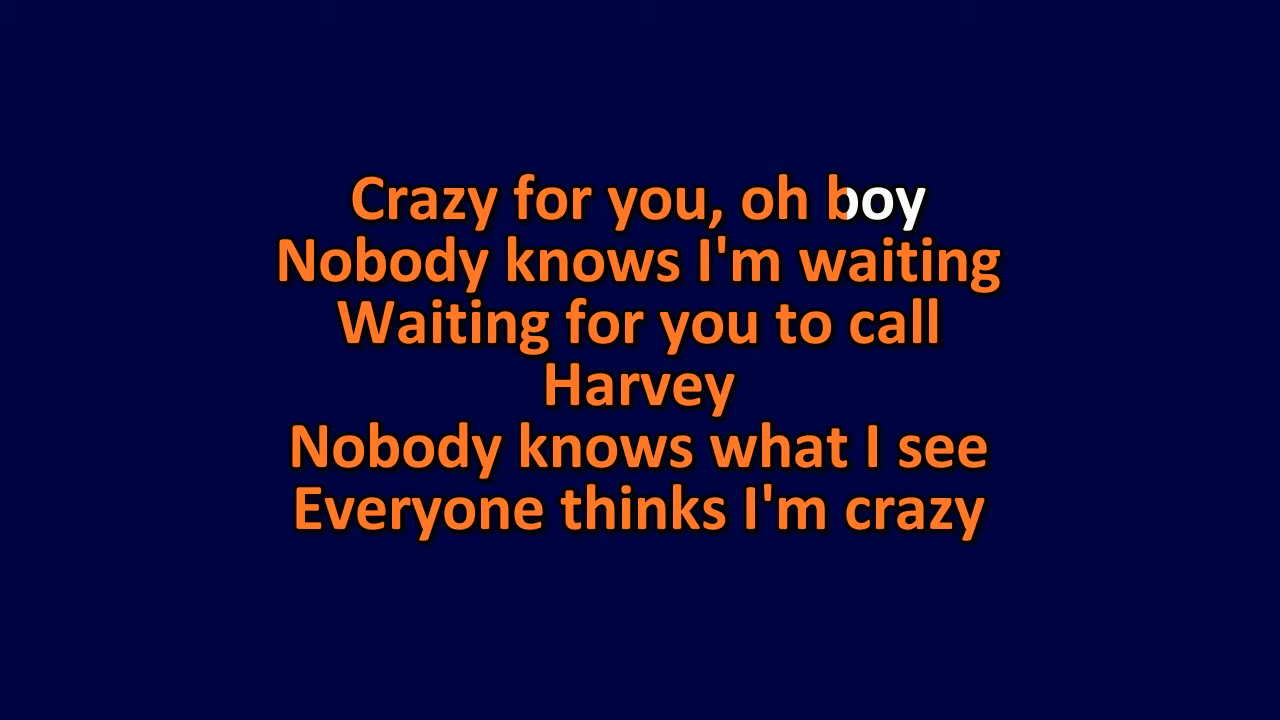 Crazy for you, oh boy
Nobody knows I'm waiting
Waiting for you to call
Harvey
Nobody knows what I see
Everyone thinks I'm crazy